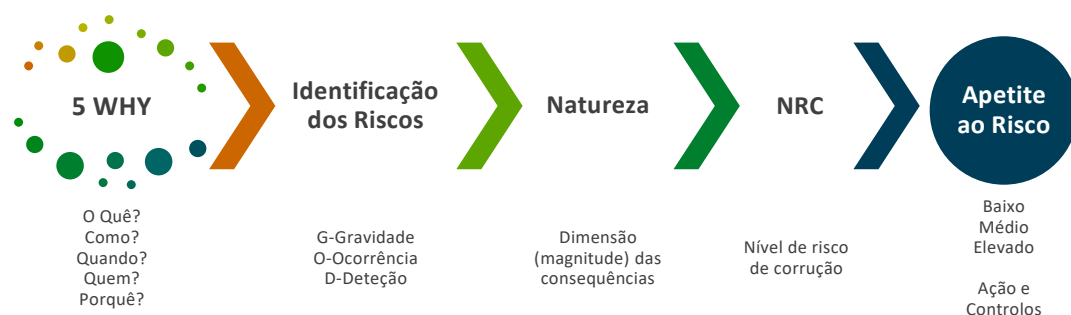 5 WHY
Identificação
dos Riscos
Natureza
NRC
Apetite
ao Risco
O Quê?
Como?
Quando?
Quem?
Porquê?
G-Gravidade
O-Ocorrência
D-Deteção
Dimensão
(magnitude) das
consequências
Nível de risco
de corrução
Baixo
Médio
Elevado
Ação e
Controlos